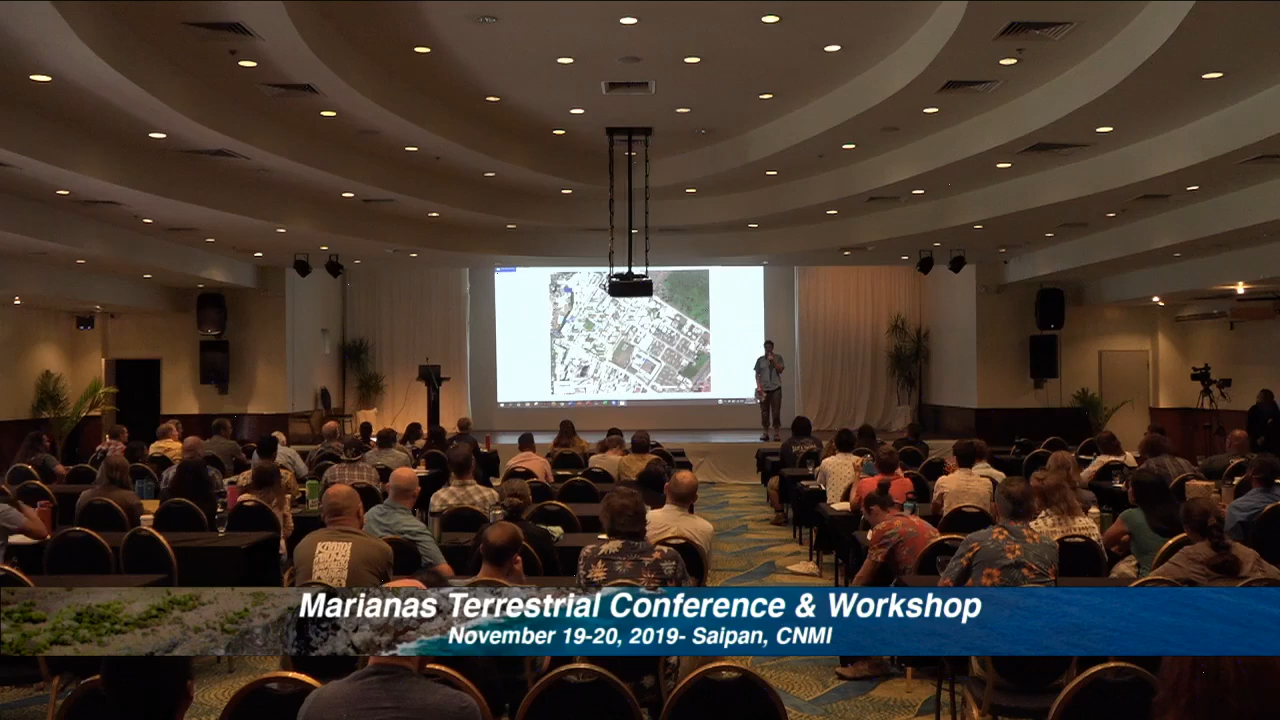 Marianas Terrestrial Conference & Workshop
November 19-20, 2019- Saipan, CNMI